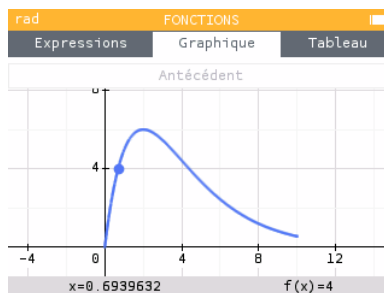 rad FONCTIONS
Expressions Graphique Tableau
Antécédent
4
-4 0 4 8 12
x=0.6939632 f(x)=4